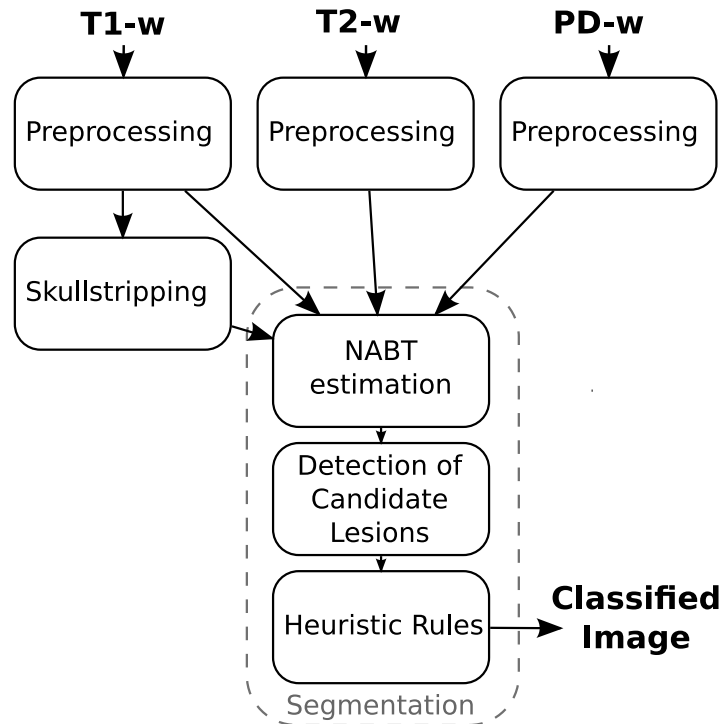 T1-w
T2-w
PD-w
Preprocessing
Preprocessing
Preprocessing
Skullstripping
NABT
estimation
Detection of
Candidate
Lesions
Heuristic Rules
Classified
Image
Segmentation